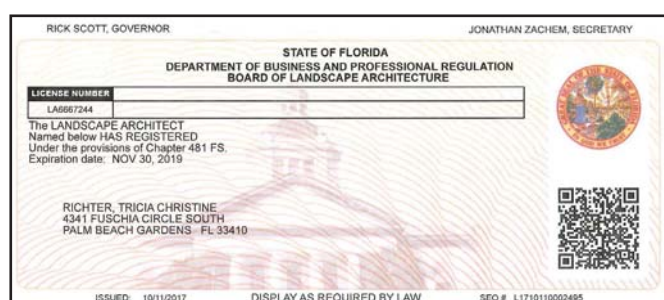 RICK SCOTT, GOVERNOR JONATHAN ZACHEM, SECRETARY
STATE OF FLORIDA
DEPARTMENT OF BUSINESS AND PROFESSIONAL REGULATION
BOARD OF LANDSCAPE ARCHITECTURE
LICENSE NUMBER
LA6667244
The LANDSCAPE ARCHITECT
Named below HAS REGISTERED
Under the provisions of Chapter 481 FS.
Expiration date: NOV 30, 2019
RICHTER, TRICIA CHRISTINE
4341 FUSCHIA CIRCLE SOUTH
PALM BEACH GARDENS FL 33410
ISSUED: 10/11/2017 DISPLAY AS REQUIRED BY LAW SEQ # L1710110002495